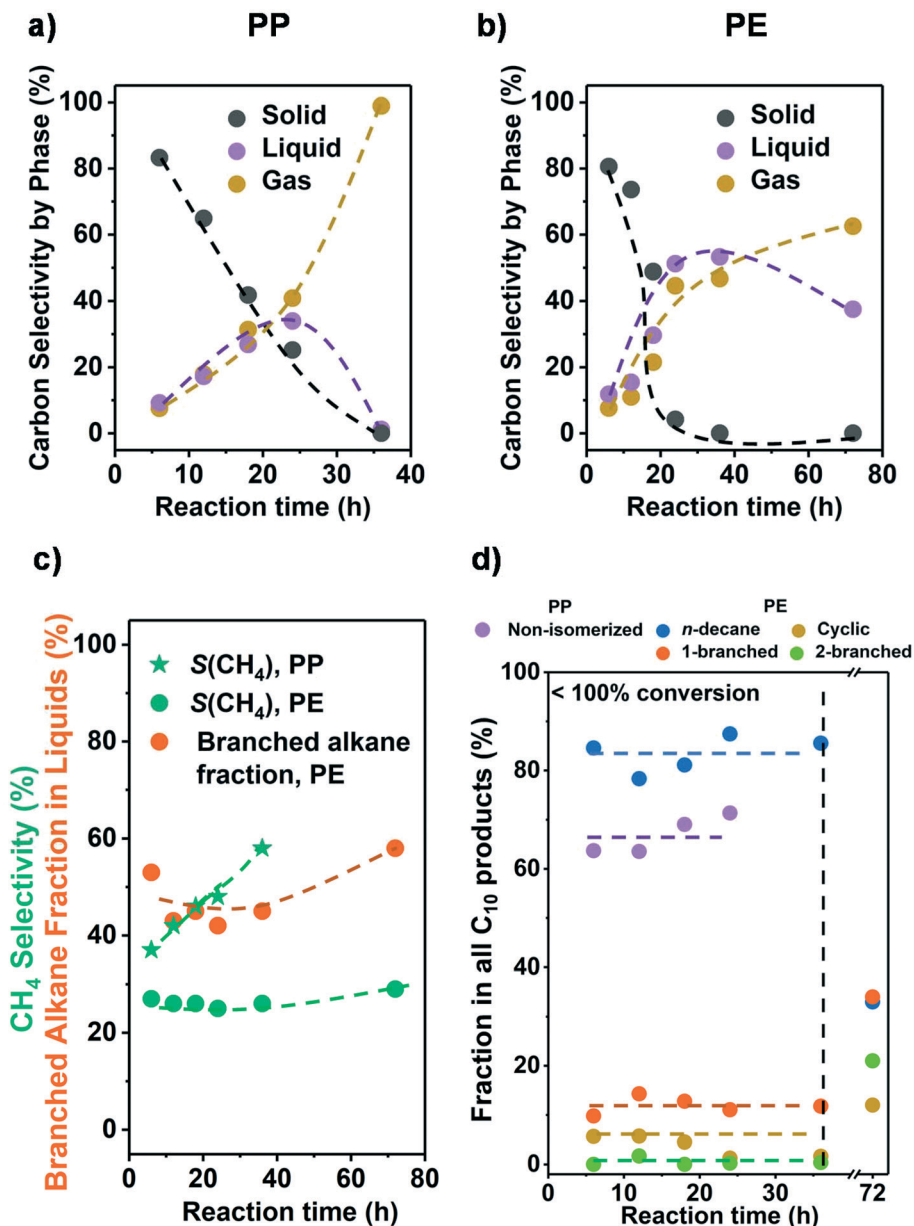 a) PP
b) PE
Carbon Selectivity by Phase (%)
100
80
60
40
20
0
Solid
Liquid
Gas
0 10 20 30 40
Reaction time (h)
Carbon Selectivity by Phase (%)
100
80
60
40
20
0
Solid
Liquid
Gas
0 20 40 60 80
Reaction time (h)
c)
CH4 Selectivity (%)
Branched Alkane Fraction in Liquids (%)
100
80
60
40
20
0
S(CH4), PP
S(CH4), PE
Branched alkane
fraction, PE
0 20 40 60 80
Reaction time (h)
d)
PP PE
Non-isomerized n-decane Cyclic
1-branched 2-branched
Fraction in all C10 products (%)
100
80
60
40
20
0
< 100% conversion
0 10 20 30 72
Reaction time (h)